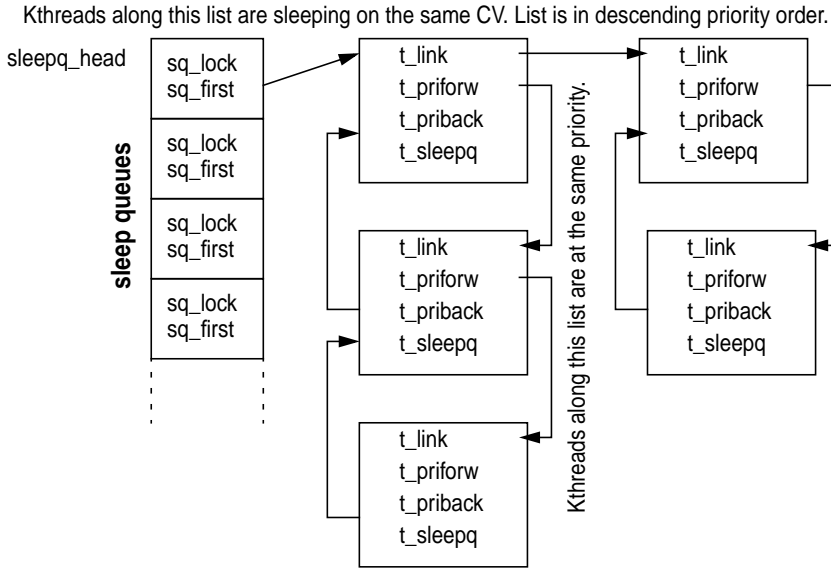 Kthreads along this list are sleeping on the same CV. List is in descending priority order.
sleepq_head
sleep queues
sq_lock
sq_first
sq_lock
sq_first
sq_lock
sq_first
sq_lock
sq_first
t_link
t_priforw
t_priback
t_sleepq
t_link
t_priforw
t_priback
t_sleepq
t_link
t_priforw
t_priback
t_sleepq
Kthreads along this list are at the same priority.
t_link
t_priforw
t_priback
t_sleepq
t_link
t_priforw
t_priback
t_sleepq